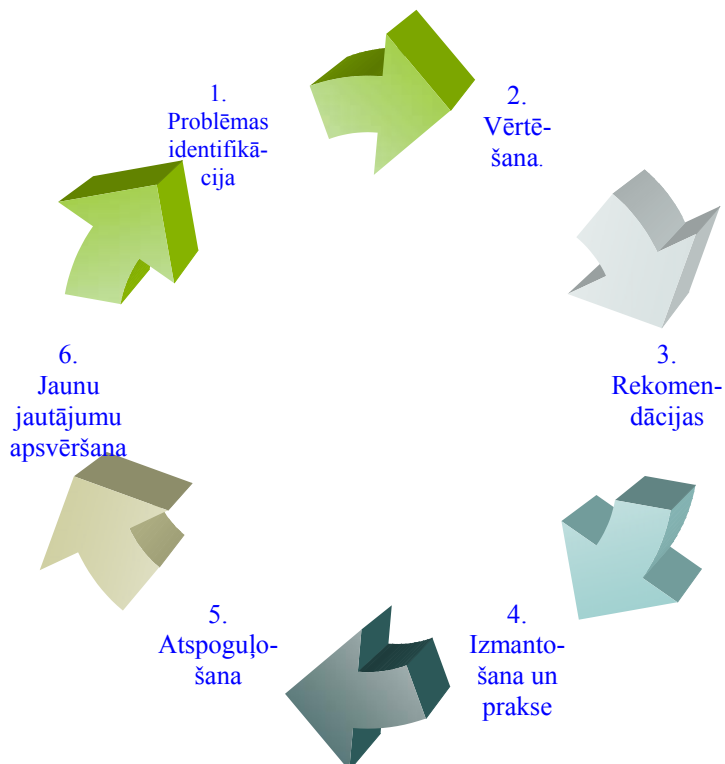 1.
Problēmas
identifikā-
cija
2.
Vērtē-
šana.
3.
Rekomen-
dācijas
4.
Izmanto-
šana un
prakse
5.
Atspoguļo-
šana
6.
Jaunu
jautājumu
apsvēršana